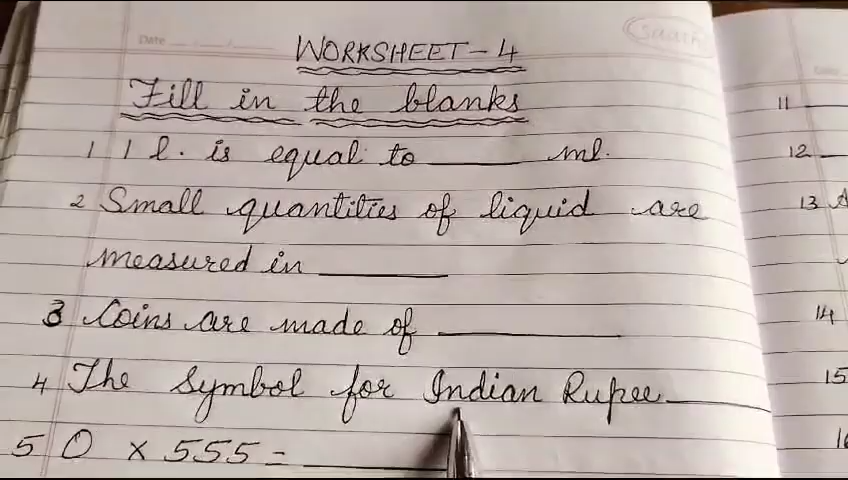 Date
WORKSHEET-4
Fill in the blanks
1 1 l. is equal to ______ ml.
2 Small quantities of liquid are
measured in ______
3 Coins are made of ______
4 The Symbol for Indian Rupee ______
5 0 x 555 = ______
11 ___
12 ___
13
14
15
16